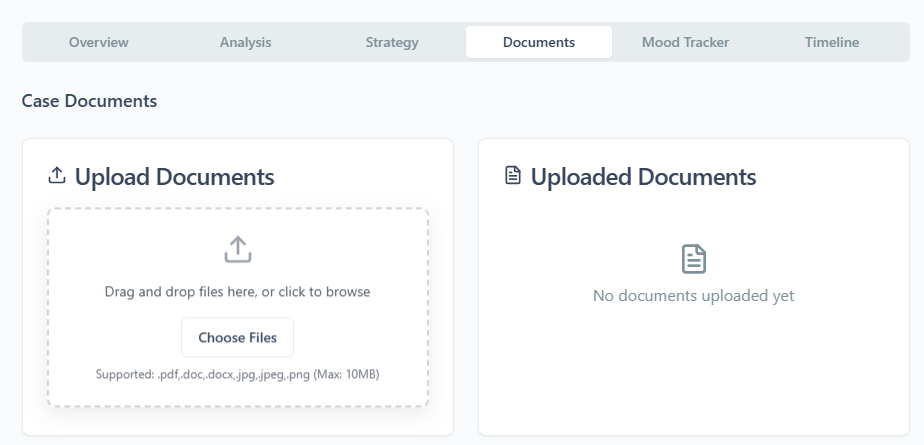 Overview
Analysis
Strategy
Documents
Mood Tracker
Timeline
Case Documents
Upload Documents
Drag and drop files here, or click to browse
Choose Files
Supported: .pdf,.doc,.docx,.jpg,.jpeg,.png (Max: 10MB)
Uploaded Documents
No documents uploaded yet